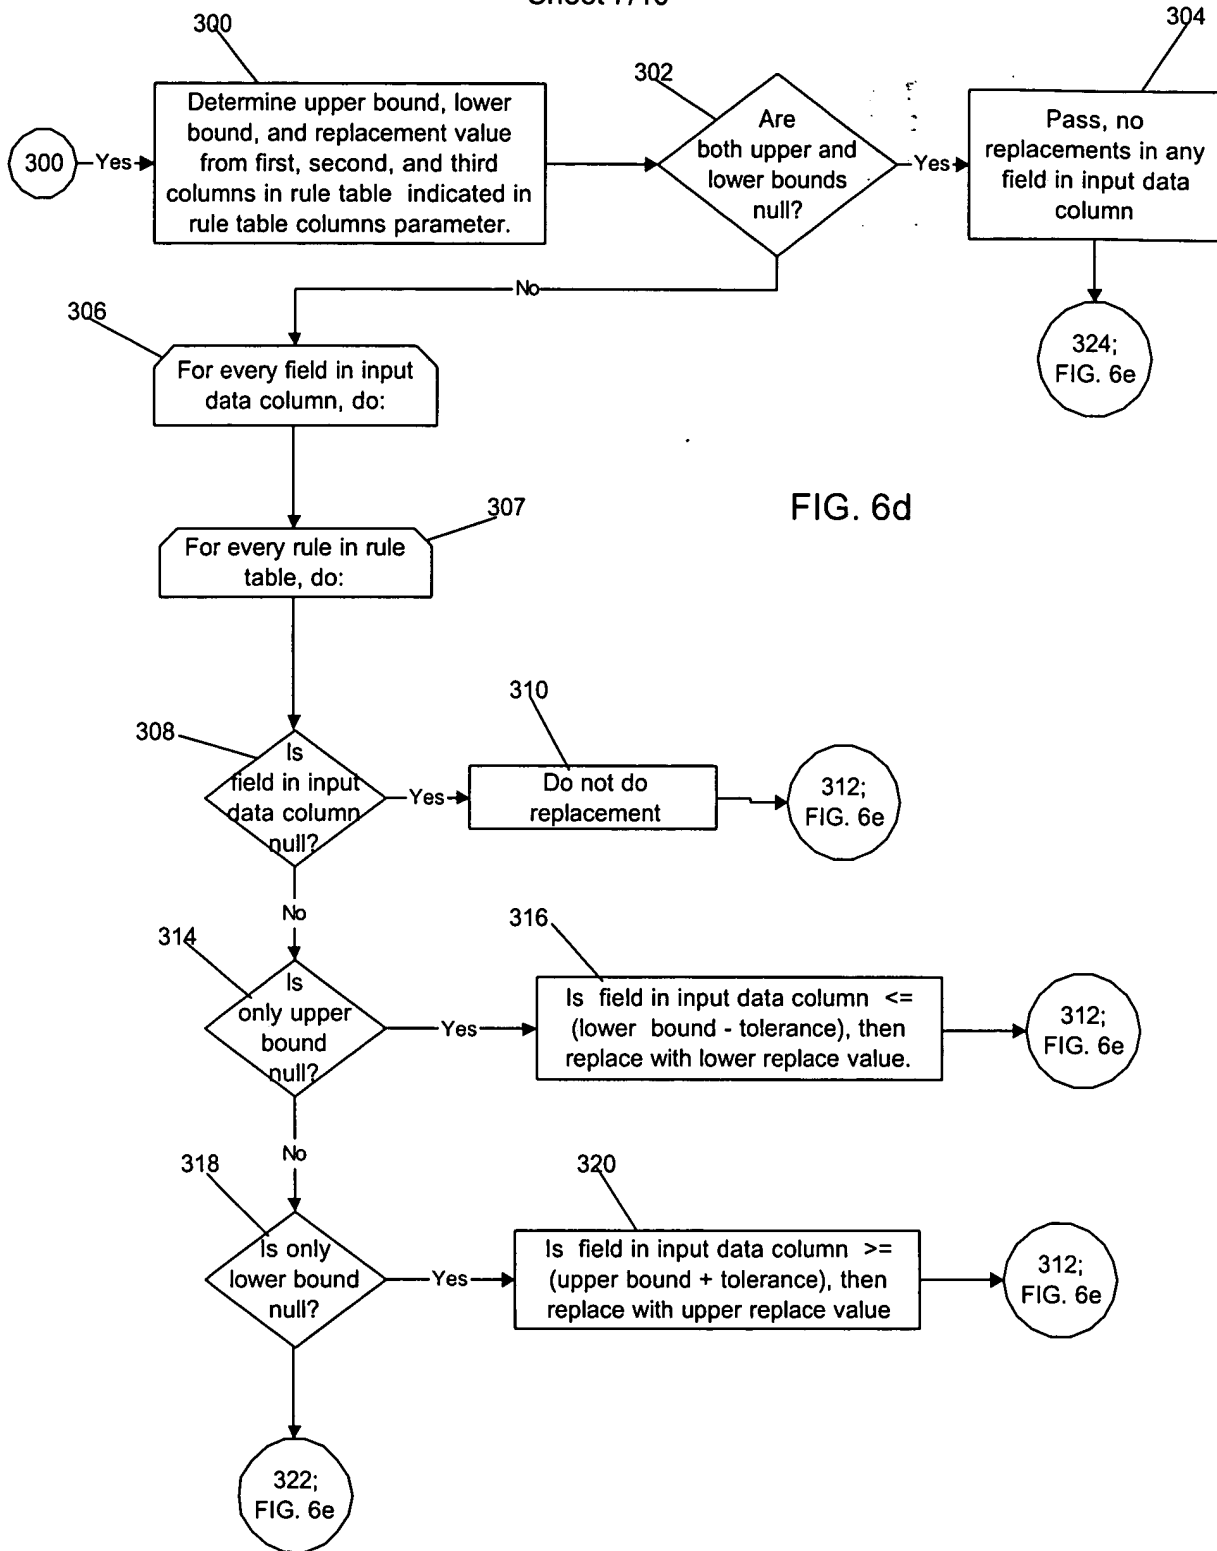 300
304
302
Determine upper bound, lower
bound, and replacement value
from first, second, and third
columns in rule table indicated in
rule table columns parameter.
300
Yes
Are
both upper and
lower bounds
null?
Yes
Pass, no
replacements in any
field in input data
column
No
306
324;
FIG. 6e
For every field in input
data column, do:
FIG. 6d
307
For every rule in rule
table, do:
310
308
Is
field in input
data column
null?
Yes
Do not do
replacement
312;
FIG. 6e
No
314
316
Is
only upper
bound
null?
Yes
Is field in input data column <=
(lower bound - tolerance), then
replace with lower replace value.
312;
FIG. 6e
No
318
320
Is only
lower bound
null?
Yes
Is field in input data column >=
(upper bound + tolerance), then
replace with upper replace value
312;
FIG. 6e
322;
FIG. 6e